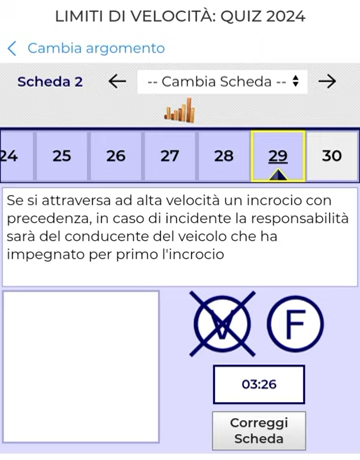 LIMITI DI VELOCITÀ: QUIZ 2024
Cambia argomento
Scheda 2
-- Cambia Scheda --
24 25 26 27 28 29 30
Se si attraversa ad alta velocità un incrocio con
precedenza, in caso di incidente la responsabilità
sarà del conducente del veicolo che ha
impegnato per primo l'incrocio
V F
03:26
Correggi
Scheda